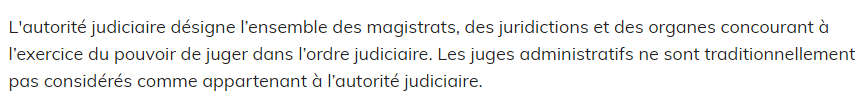 L'autorité judiciaire désigne l’ensemble des magistrats, des juridictions et des organes concourant à
l’exercice du pouvoir de juger dans l’ordre judiciaire. Les juges administratifs ne sont traditionnellement
pas considérés comme appartenant à l’autorité judiciaire.